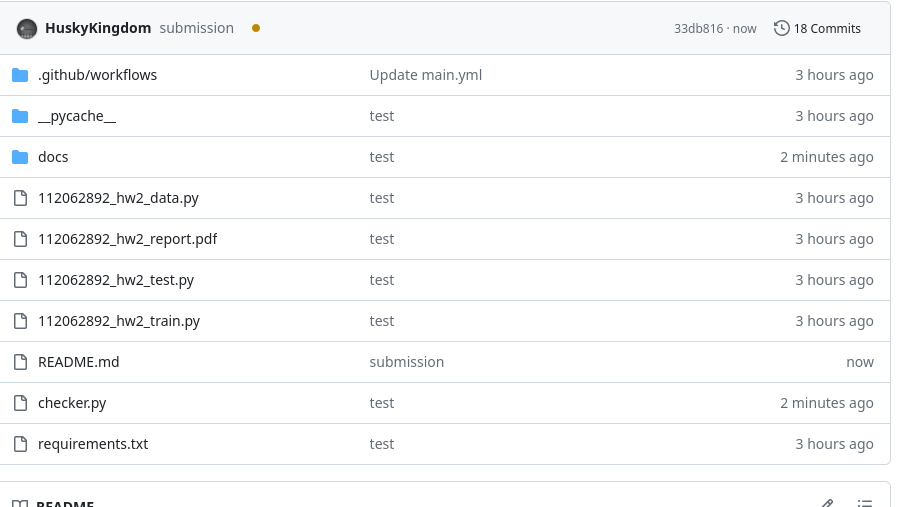 HuskyKingdom submission 33db816 · now 18 Commits
.github/workflows Update main.yml 3 hours ago
__pycache__ test 3 hours ago
docs test 2 minutes ago
112062892_hw2_data.py test 3 hours ago
112062892_hw2_report.pdf test 3 hours ago
112062892_hw2_test.py test 3 hours ago
112062892_hw2_train.py test 3 hours ago
README.md submission now
checker.py test 2 minutes ago
requirements.txt test 3 hours ago
README